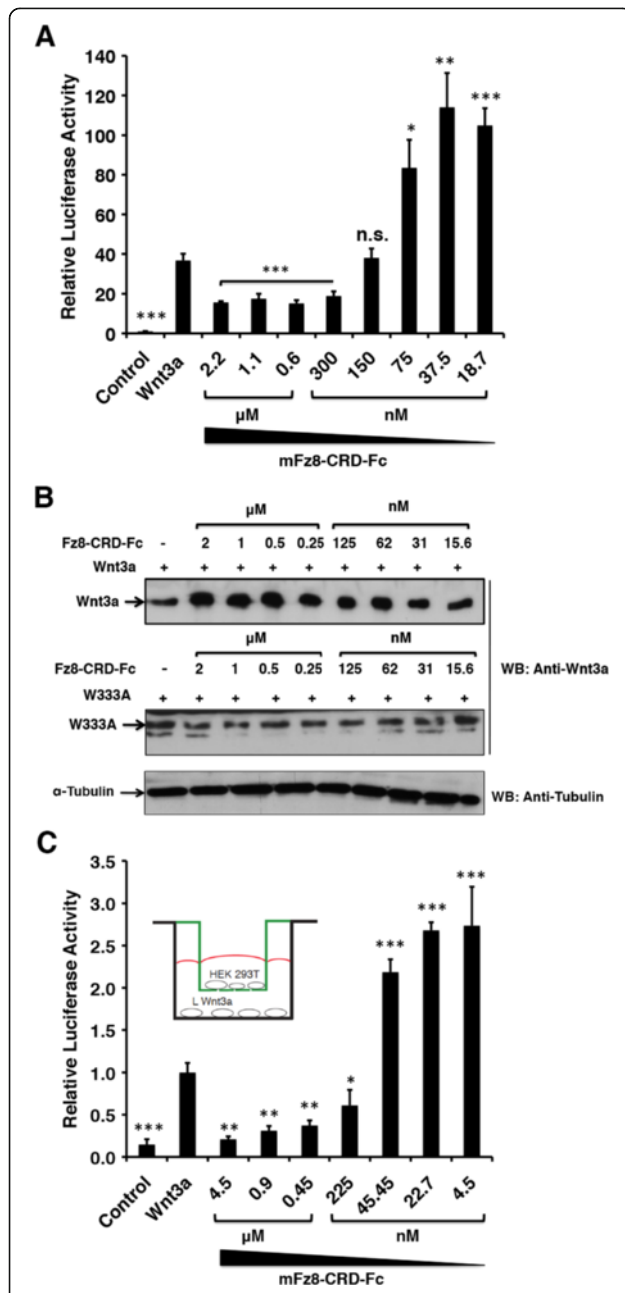 A
Relative Luciferase Activity
140
120
100
80
60
40
20
0
***
***
n.s.
*
**
***
Control
Wnt3a
2.2
1.1
0.6
300
150
75
37.5
18.7
µM
nM
mFz8-CRD-Fc
B
µM nM
Fz8-CRD-Fc - 2 1 0.5 0.25 125 62 31 15.6
Wnt3a + + + + + + + + +
Wnt3a
µM nM
Fz8-CRD-Fc - 2 1 0.5 0.25 125 62 31 15.6
WB: Anti-Wnt3a
W333A + + + + + + + + +
W333A
α-Tubulin
WB: Anti-Tubulin
C
Relative Luciferase Activity
3.5
3.0
2.5
2.0
1.5
1.0
0.5
0.0
HEK 293T
L Wnt3a
***
**
**
**
*
***
***
***
Control
Wnt3a
4.5
0.9
0.45
225
45.45
22.7
4.5
µM
nM
mFz8-CRD-Fc